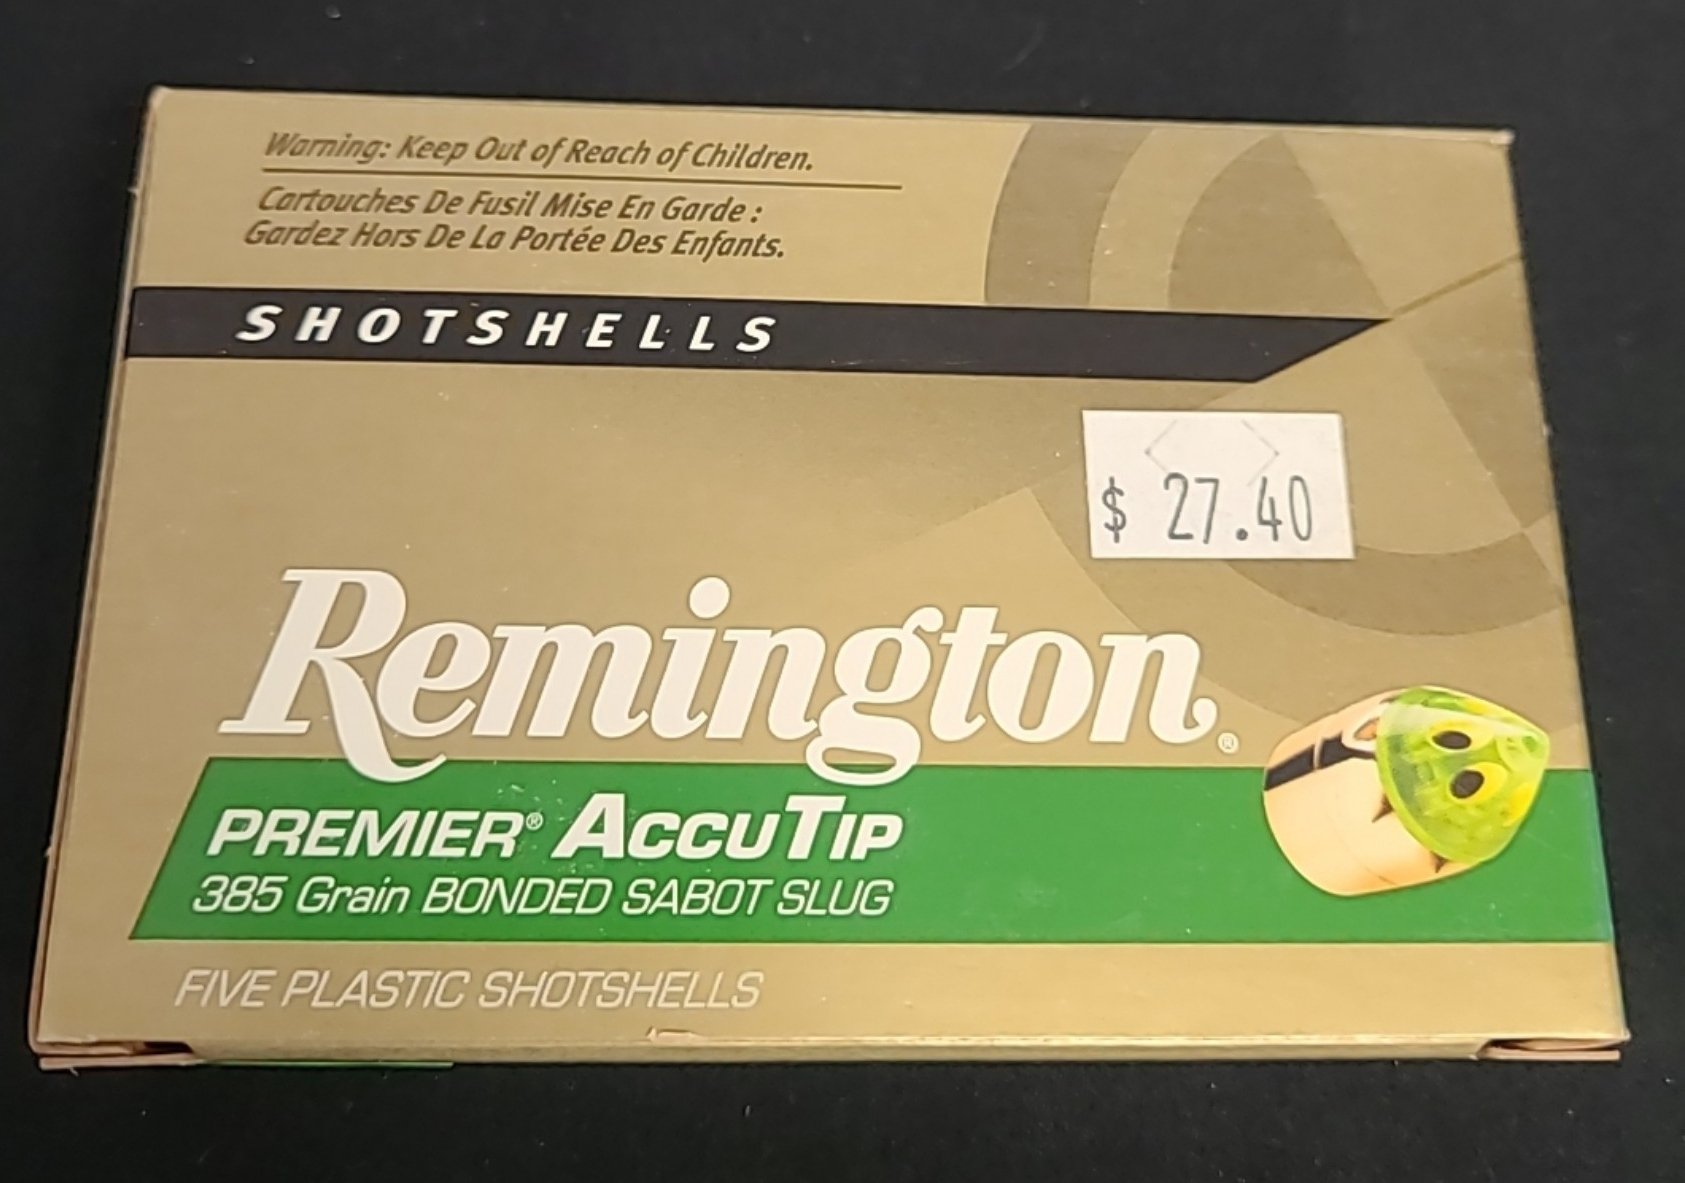 Warning: Keep Out of Reach of Children.
Cartouches De Fusil Mise En Garde :
Gardez Hors De La Portée Des Enfants.
SHOTSHELLS
$ 27.40
Remington®
PREMIER® ACCUTIP
385 Grain BONDED SABOT SLUG
FIVE PLASTIC SHOTSHELLS